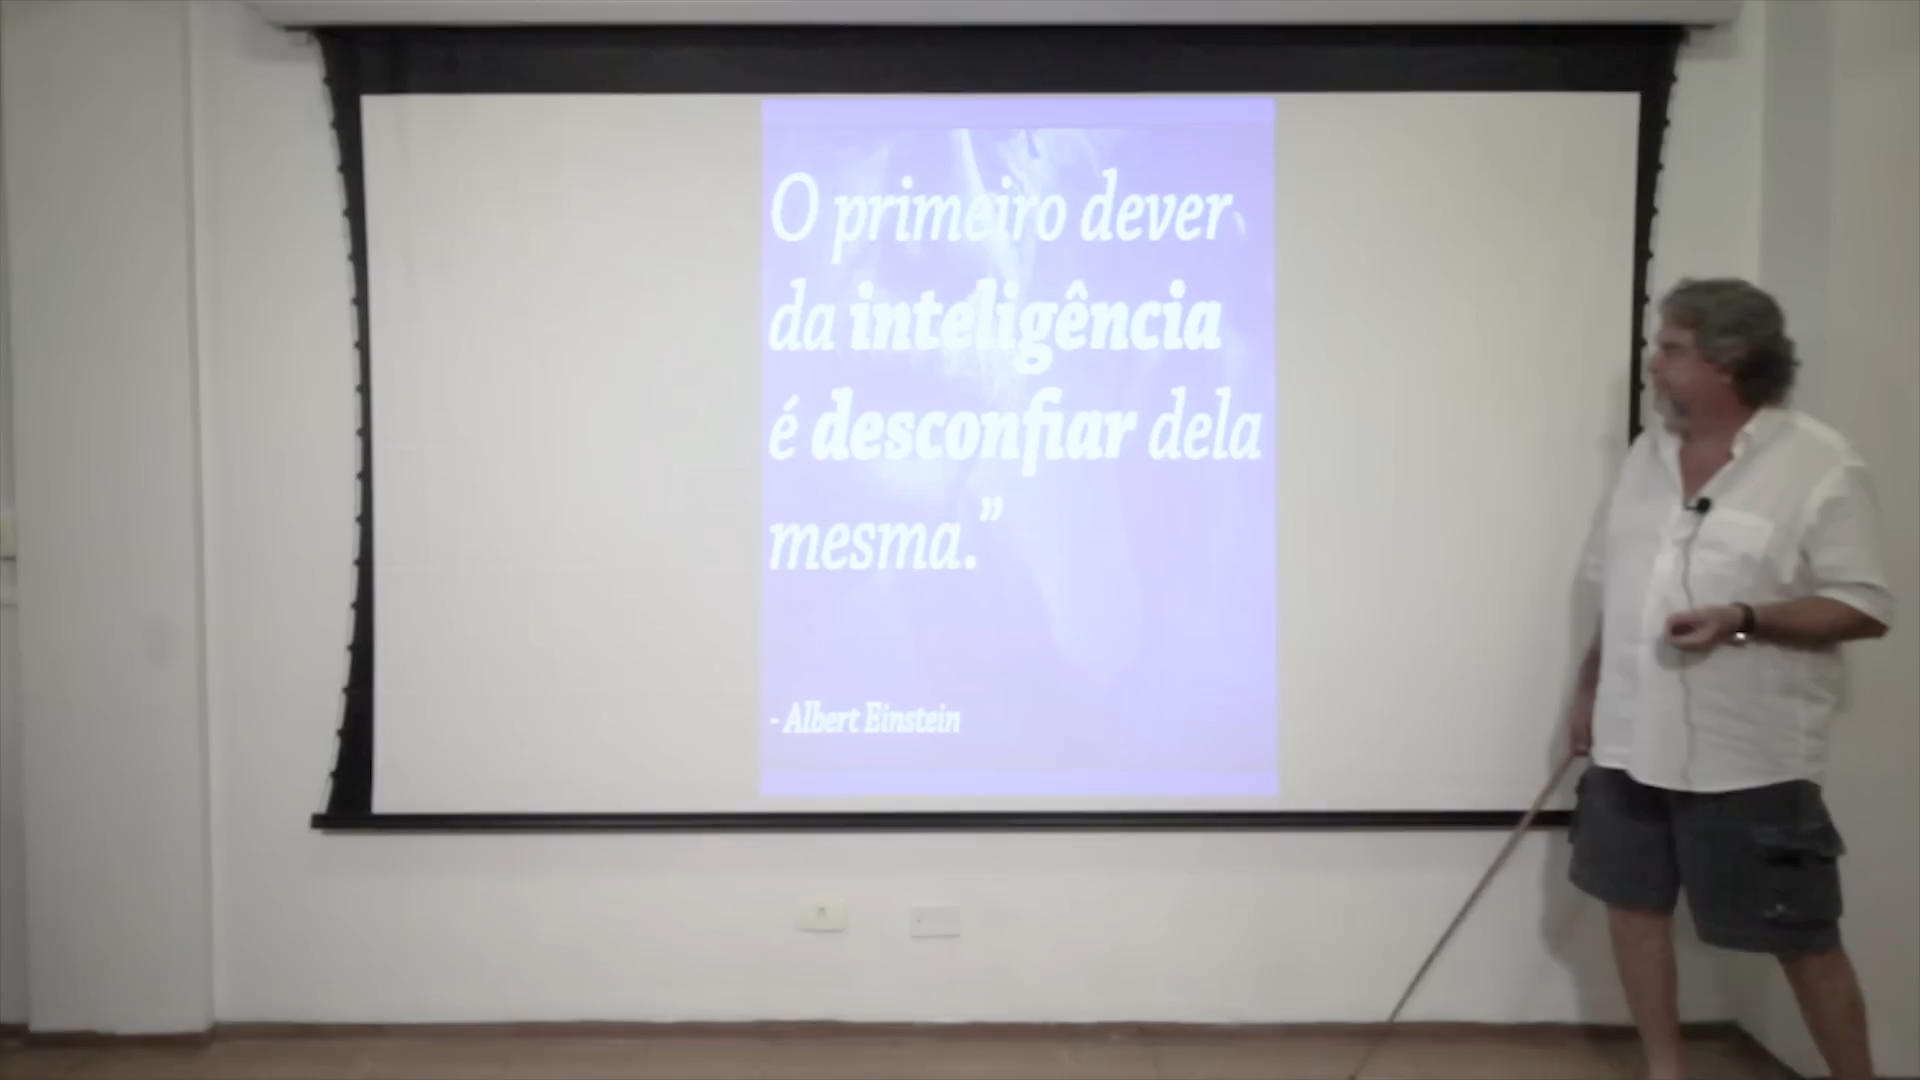 O primeiro dever
da inteligência
é desconfiar dela
mesma.”
- Albert Einstein